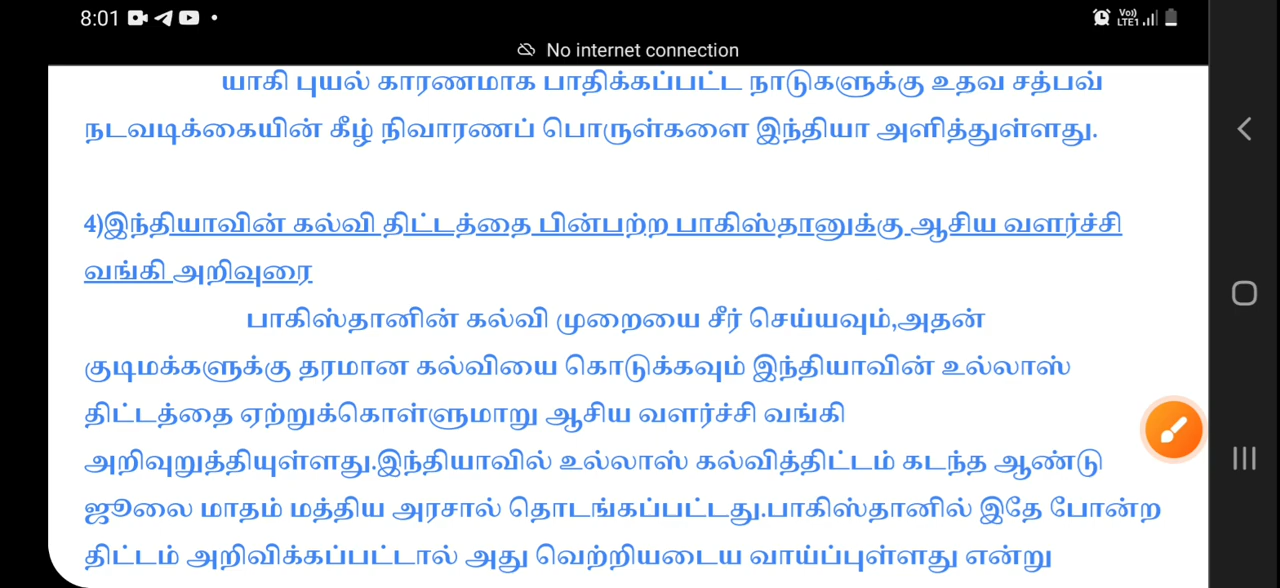 8:01
Vo)) LTE1
No internet connection
யாகி புயல் காரணமாக பாதிக்கப்பட்ட நாடுகளுக்கு உதவ சத்பவ்
நடவடிக்கையின் கீழ் நிவாரணப் பொருள்களை இந்தியா அளித்துள்ளது.
4)இந்தியாவின் கல்வி திட்டத்தை பின்பற்ற பாகிஸ்தானுக்கு ஆசிய வளர்ச்சி
வங்கி அறிவுரை
பாகிஸ்தானின் கல்வி முறையை சீர் செய்யவும்,அதன்
குடிமக்களுக்கு தரமான கல்வியை கொடுக்கவும் இந்தியாவின் உல்லாஸ்
திட்டத்தை ஏற்றுக்கொள்ளுமாறு ஆசிய வளர்ச்சி வங்கி
அறிவுறுத்தியுள்ளது.இந்தியாவில் உல்லாஸ் கல்வித்திட்டம் கடந்த ஆண்டு
ஜூலை மாதம் மத்திய அரசால் தொடங்கப்பட்டது.பாகிஸ்தானில் இதே போன்ற
திட்டம் அறிவிக்கப்பட்டால் அது வெற்றியடைய வாய்ப்புள்ளது என்று